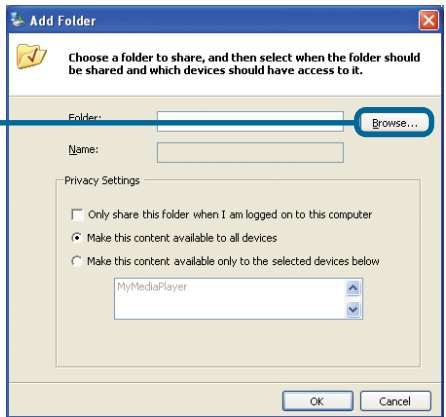 Add Folder
Choose a folder to share, and then select when the folder should
be shared and which devices should have access to it.
Folder:
Browse...
Name:
Privacy Settings
Only share this folder when I am logged on to this computer
Make this content available to all devices
Make this content available only to the selected devices below
MyMediaPlayer
OK
Cancel